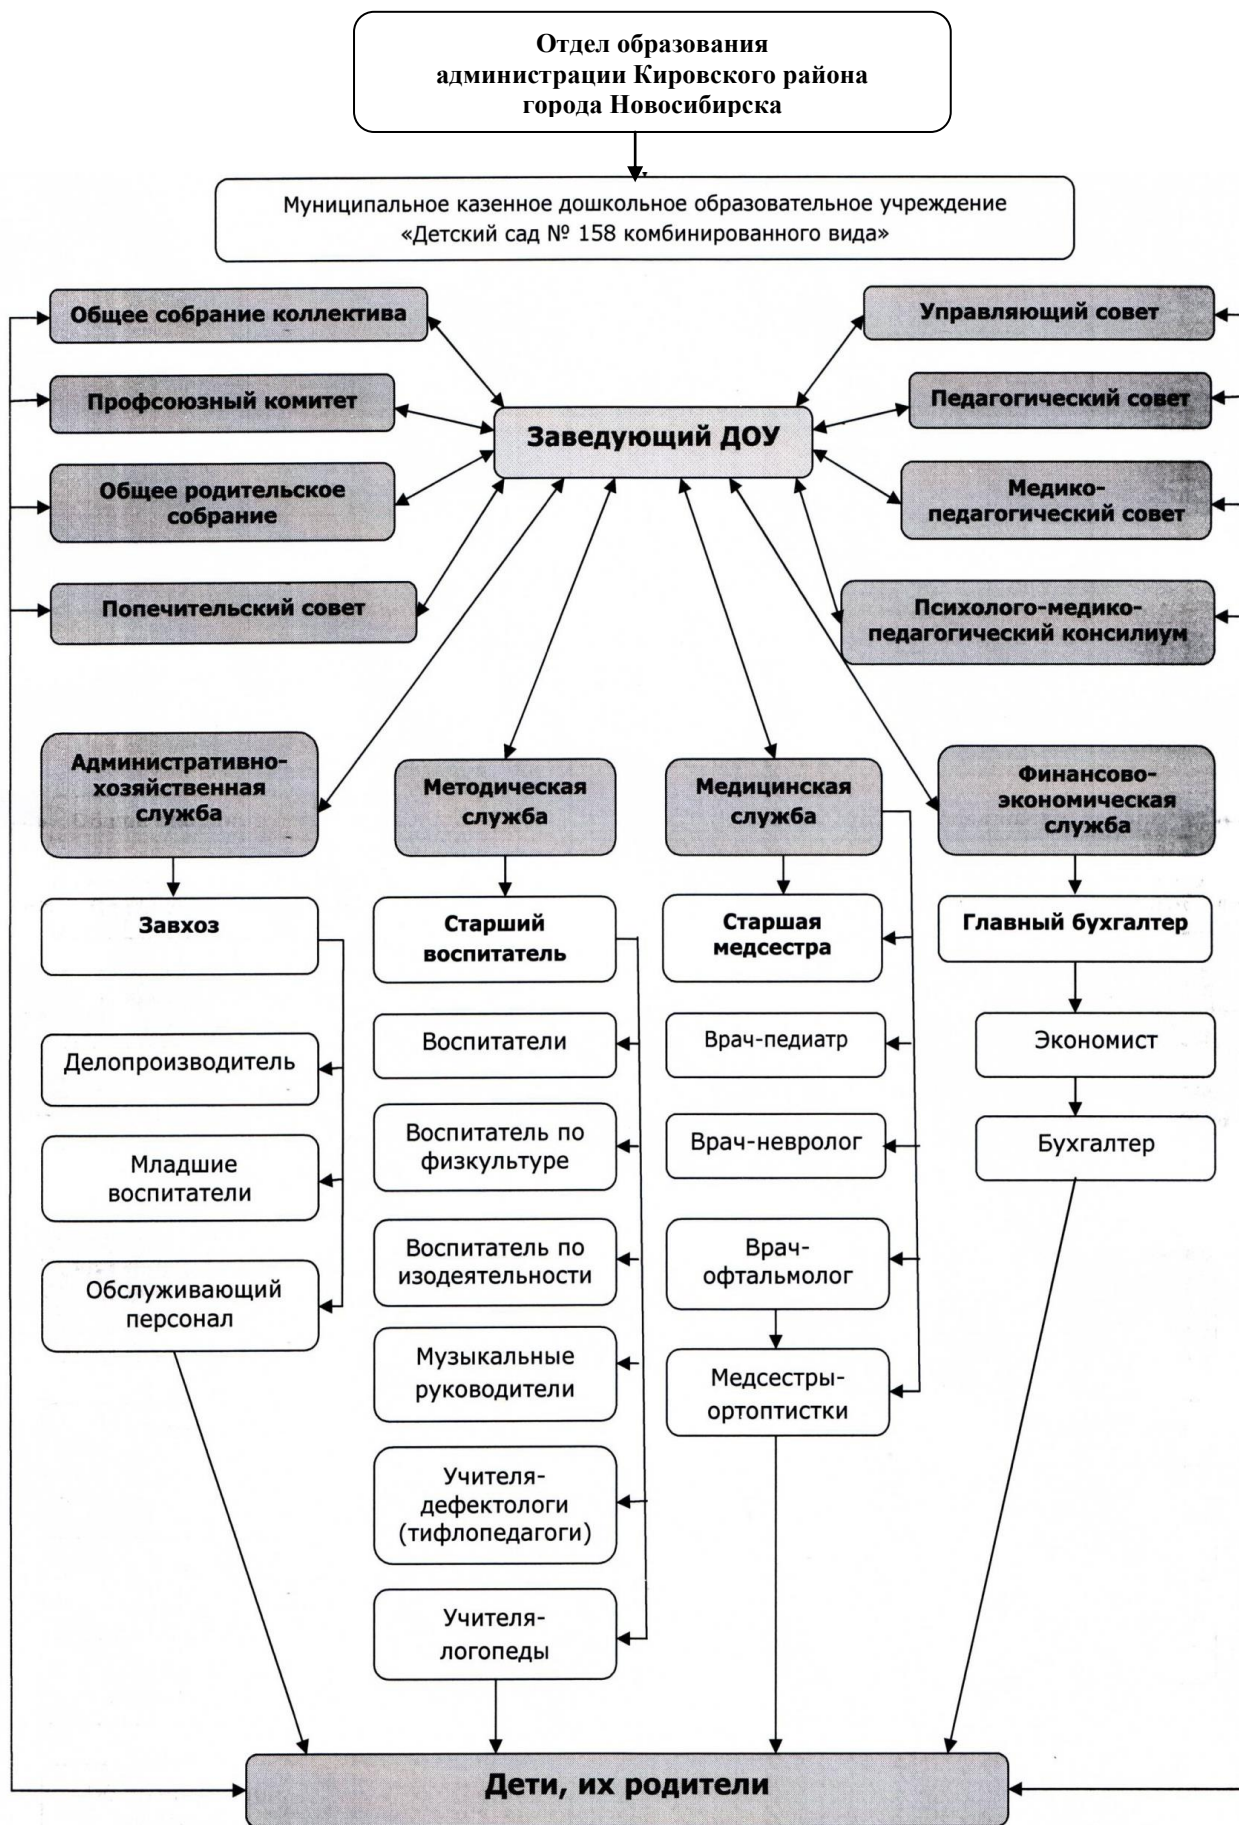 Отдел образования
администрации Кировского района
города Новосибирска
Муниципальное казенное дошкольное образовательное учреждение
«Детский сад № 158 комбинированного вида»
Общее собрание коллектива
Управляющий совет
Профсоюзный комитет
Педагогический совет
Заведующий ДОУ
Общее родительское
собрание
Медико-
педагогический совет
Попечительский совет
Психолого-медико-
педагогический консилиум
Административно-
хозяйственная
служба
Методическая
служба
Медицинская
служба
Финансово-
экономическая
служба
Завхоз
Старший
воспитатель
Старшая
медсестра
Главный бухгалтер
Делопроизводитель
Воспитатели
Врач-педиатр
Экономист
Младшие
воспитатели
Воспитатель по
физкультуре
Врач-невролог
Бухгалтер
Обслуживающий
персонал
Воспитатель по
изодеятельности
Врач-
офтальмолог
Музыкальные
руководители
Медсестры-
ортоптистки
Учителя-
дефектологи
(тифлопедагоги)
Учителя-
логопеды
Дети, их родители